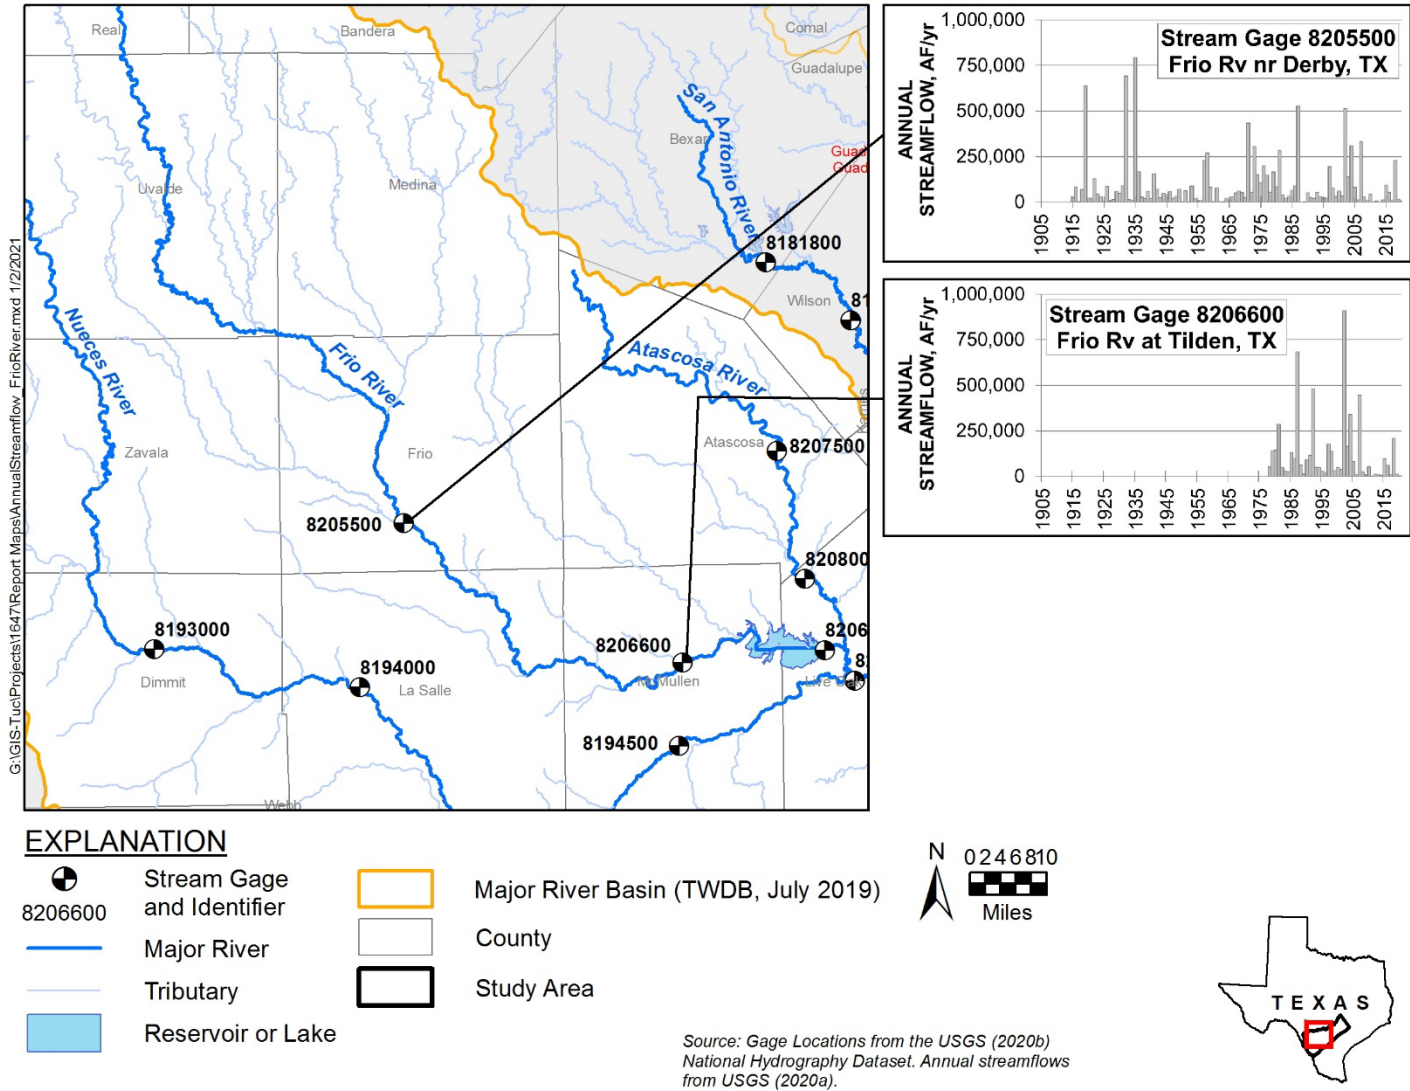 Real
Bandera
Comal
Guadalupe
San Antonio River
Bexar
Guad
Guad
Uvalde
Medina
8181800
Wilson
81
Nueces River
Frio River
Atascosa River
Zavala
Frio
Atascosa
8207500
8205500
820800
8193000
8206600
8206
Dimmit
8194000
La Salle
McMullen
Live Oak
8194500
Webb
G:\GIS-Tuc\Projects\1647\Report Maps\AnnualStreamflow_FrioRiver.mxd 1/2/2021
Stream Gage 8205500
Frio Rv nr Derby, TX
ANNUAL
STREAMFLOW, AF/yr
1,000,000
750,000
500,000
250,000
0
1905 1915 1925 1935 1945 1955 1965 1975 1985 1995 2005 2015
Stream Gage 8206600
Frio Rv at Tilden, TX
ANNUAL
STREAMFLOW, AF/yr
1,000,000
750,000
500,000
250,000
0
1905 1915 1925 1935 1945 1955 1965 1975 1985 1995 2005 2015
EXPLANATION
8206600
Stream Gage
and Identifier
Major River
Tributary
Reservoir or Lake
Major River Basin (TWDB, July 2019)
County
Study Area
N
0 2 4 6 8 10
Miles
TEXAS
Source: Gage Locations from the USGS (2020b)
National Hydrography Dataset. Annual streamflows
from USGS (2020a).